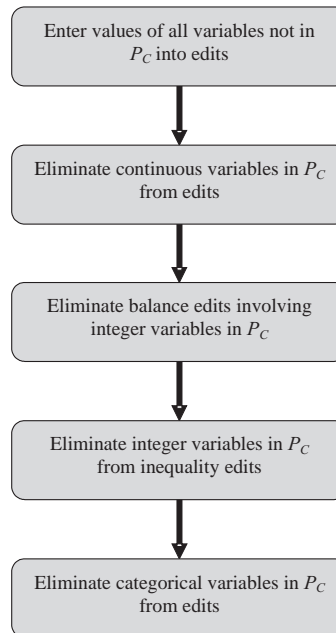 Enter values of all variables not in
P_C into edits
Eliminate continuous variables in P_C
from edits
Eliminate balance edits involving
integer variables in P_C
Eliminate integer variables in P_C
from inequality edits
Eliminate categorical variables in P_C
from edits